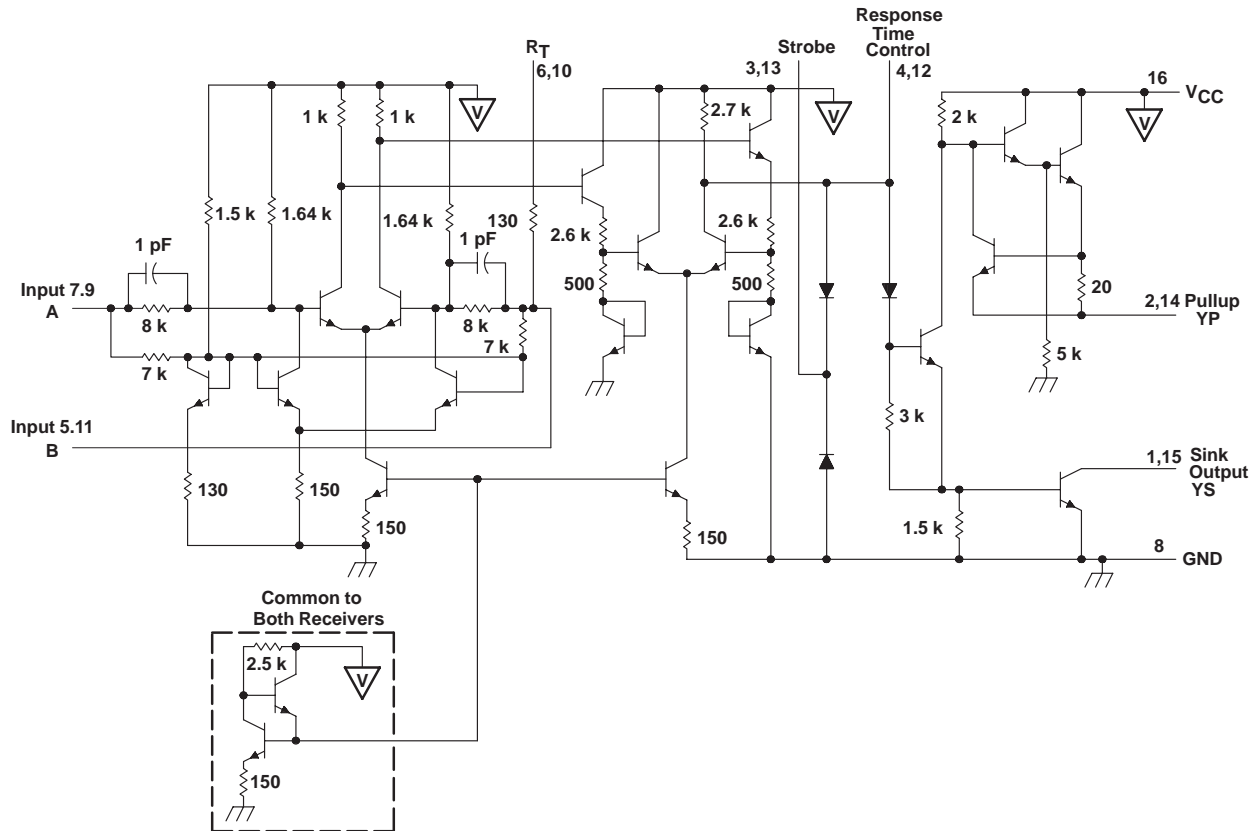 Response
Time
Control
4,12
Strobe
3,13
RT
6,10
16
VCC
V
V
V
1 k
1 k
2.7 k
2 k
1.5 k
1.64 k
1.64 k
130
2.6 k
2.6 k
1 pF
1 pF
500
500
20
Input 7.9
A
8 k
8 k
2,14 Pullup
YP
7 k
7 k
5 k
3 k
Input 5.11
B
1,15 Sink
Output
YS
130
150
150
150
1.5 k
8
GND
Common to
Both Receivers
2.5 k
V
150